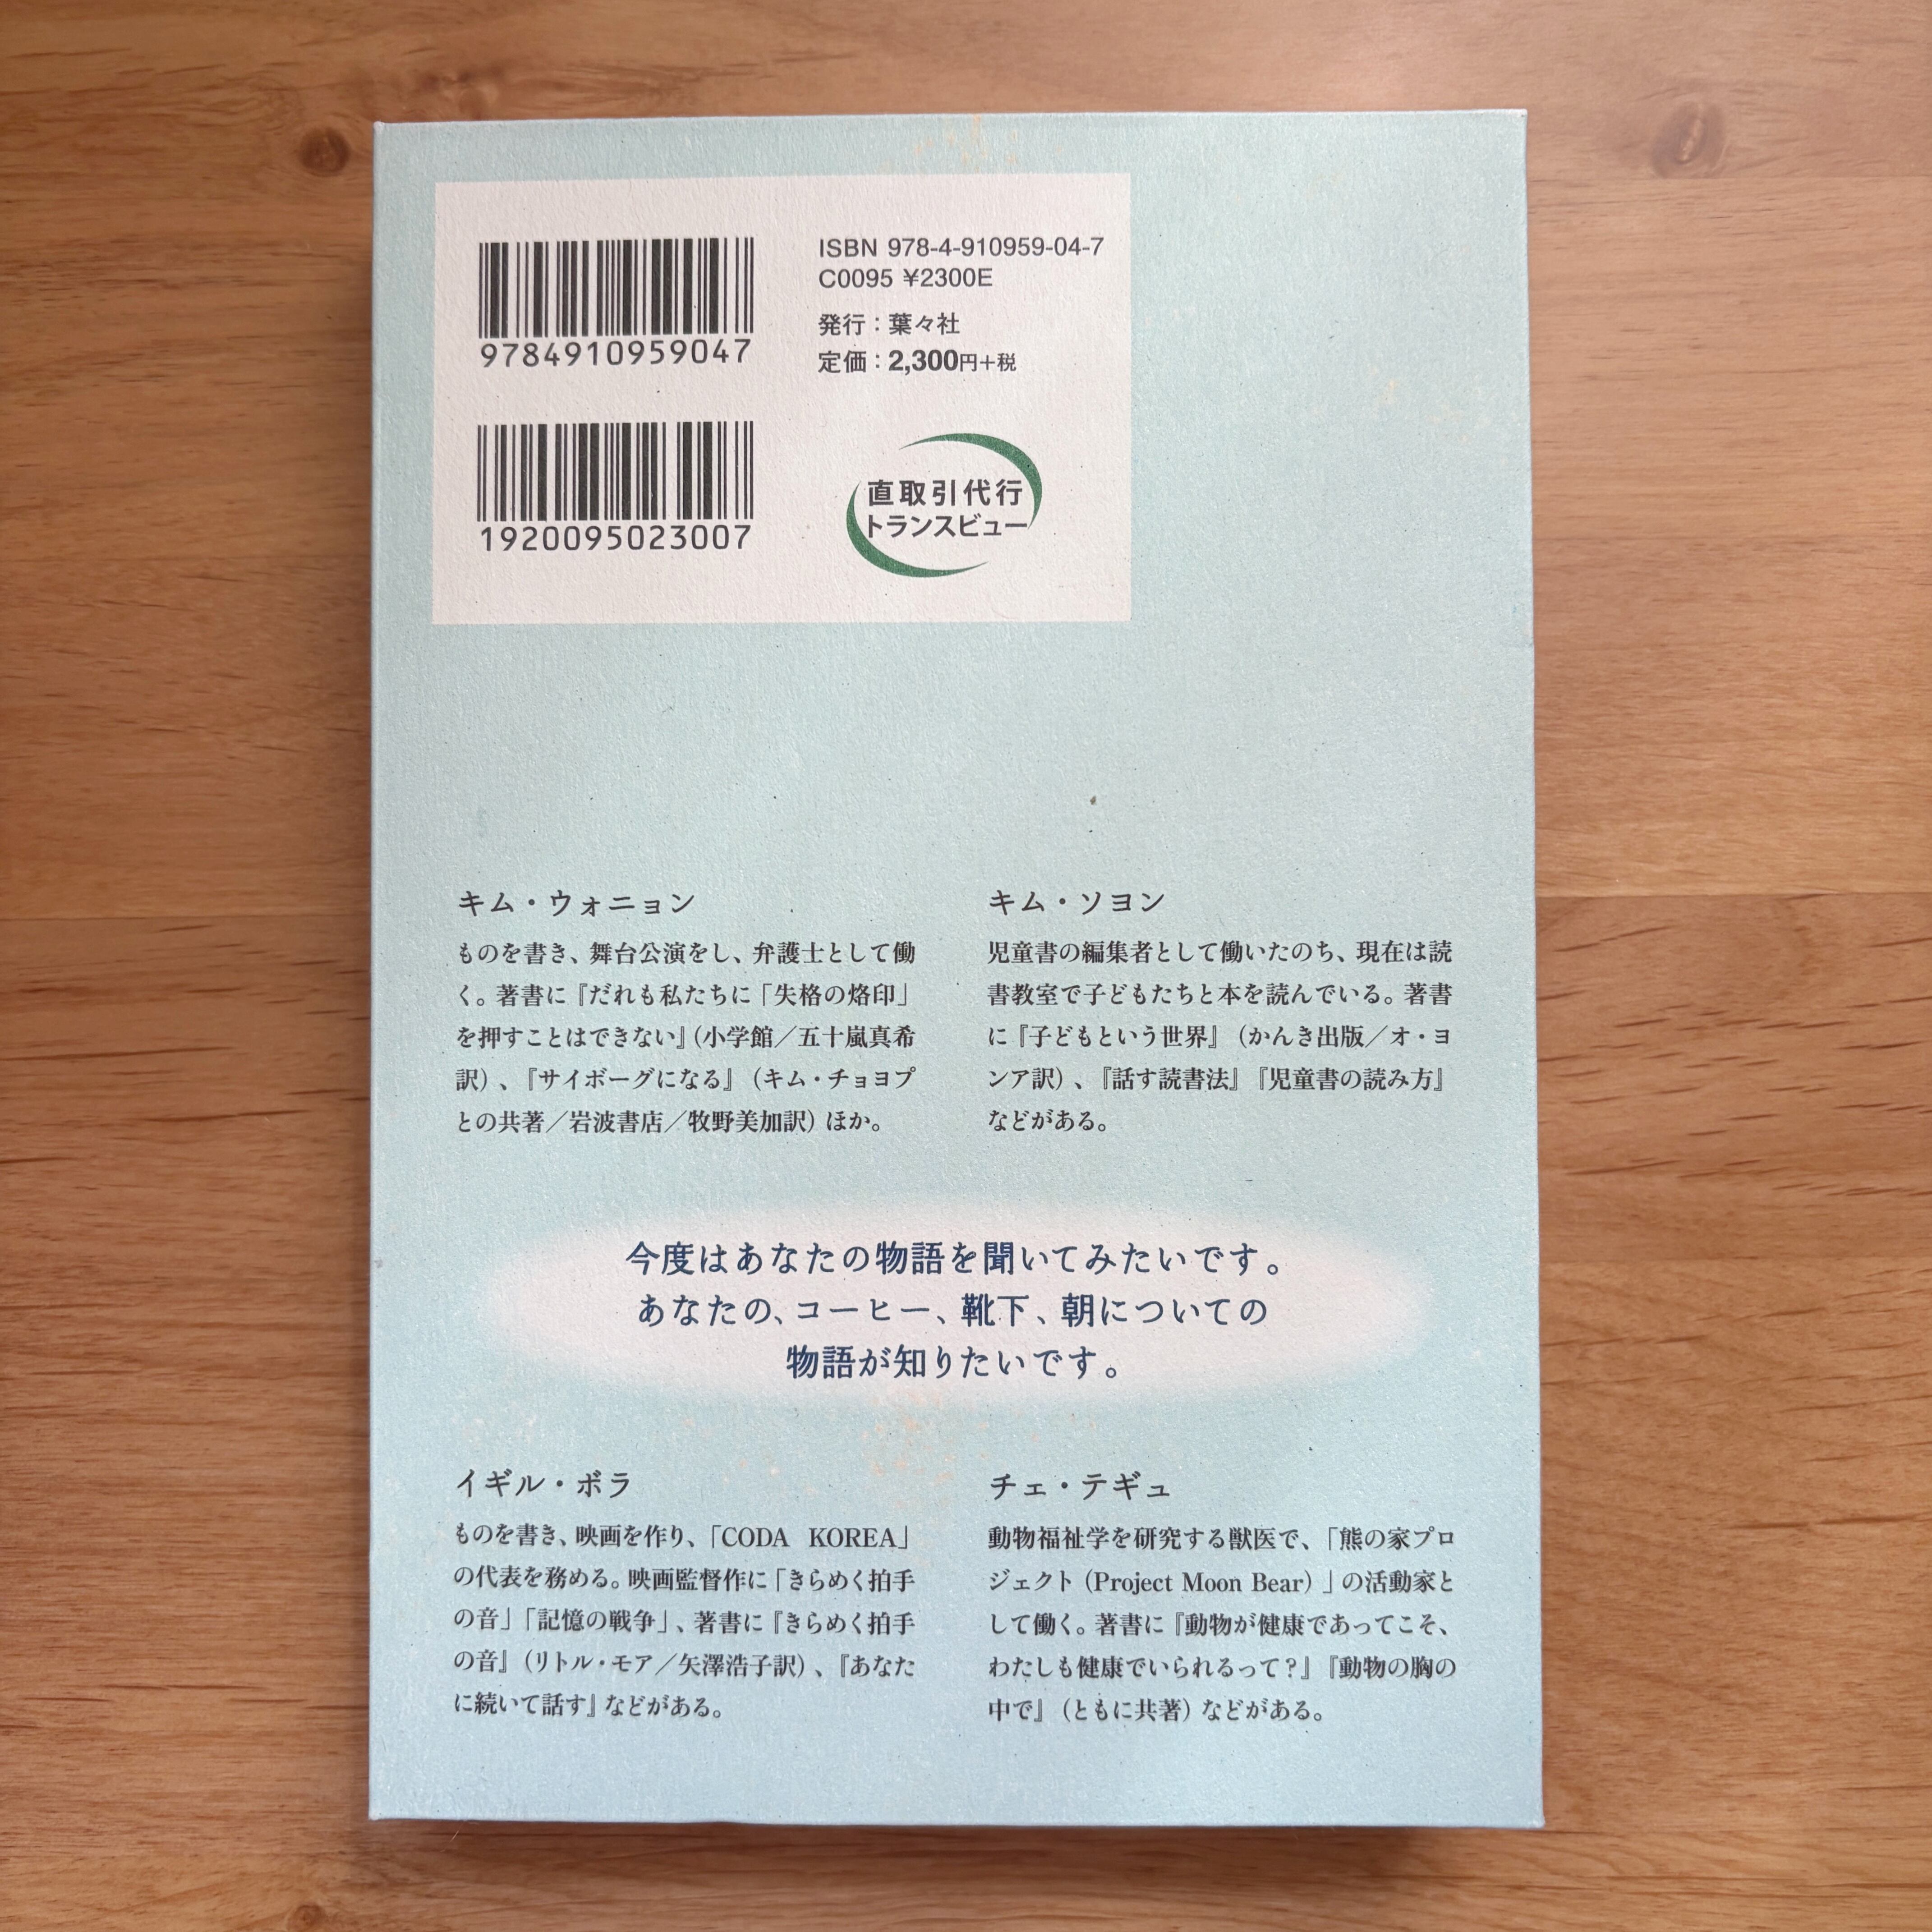 9784910959047
1920095023007
ISBN 978-4-910959-04-7
C0095 ¥2300E
発行：葉々社
定価：2,300円＋税
直取引代行
トランスビュー
キム・ウォニョン
ものを書き、舞台公演をし、弁護士として働
く。著書に『だれも私たちに「失格の烙印」
を押すことはできない』（小学館／五十嵐真希
訳）、『サイボーグになる』（キム・チョヨプ
との共著／岩波書店／牧野美加訳）ほか。
キム・ソヨン
児童書の編集者として働いたのち、現在は読
書教室で子どもたちと本を読んでいる。著書
に『子どもという世界』（かんき出版／オ・ヨ
ンア訳）、『話す読書法』『児童書の読み方』
などがある。
今度はあなたの物語を聞いてみたいです。
あなたの、コーヒー、靴下、朝についての
物語が知りたいです。
イギル・ボラ
ものを書き、映画を作り、「CODA KOREA」
の代表を務める。映画監督作に「きらめく拍手
の音」「記憶の戦争」、著書に『きらめく拍手
の音』（リトル・モア／矢澤浩子訳）、『あなた
に続いて話す』などがある。
チェ・テギュ
動物福祉学を研究する獣医で、「熊の家プロ
ジェクト（Project Moon Bear）」の活動家と
して働く。著書に『動物が健康であってこそ、
わたしも健康でいられるって？』『動物の胸の
中で』（ともに共著）などがある。